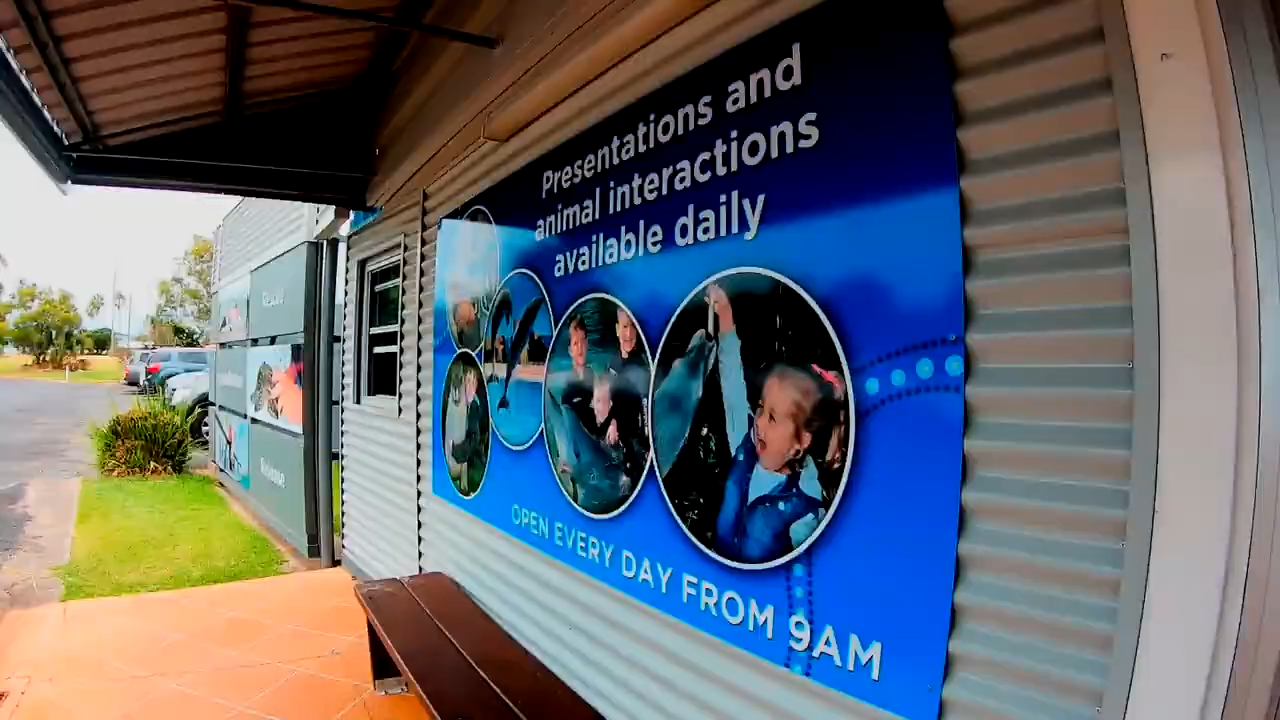 Presentations and
animal interactions
available daily
OPEN EVERY DAY FROM 9AM